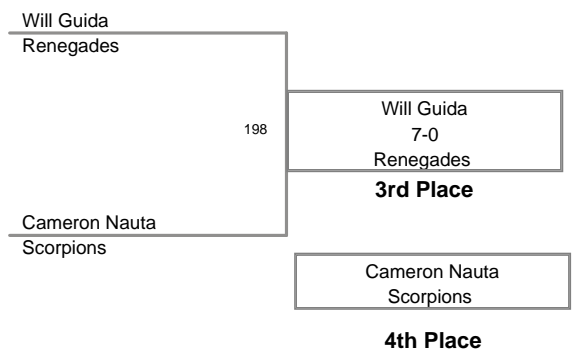 Will Guida
Renegades
198
Will Guida
7-0
Renegades
3rd Place
Cameron Nauta
Scorpions
Cameron Nauta
Scorpions
4th Place